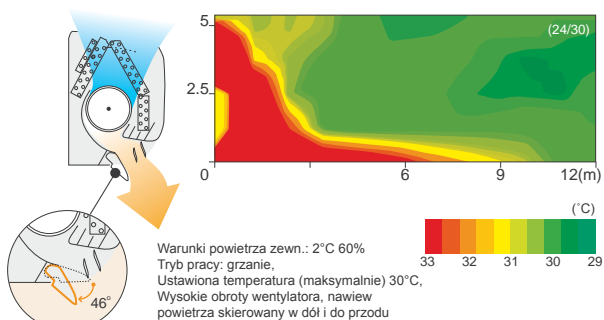 5.
(24/30)
2.5
0
6
9
12(m)
(˚C)
33
32
31
30
29
46°
Warunki powietrza zewn.: 2°C 60%
Tryb pracy: grzanie,
Ustawiona temperatura (maksymalnie) 30°C,
Wysokie obroty wentylatora, nawiew
powietrza skierowany w dół i do przodu